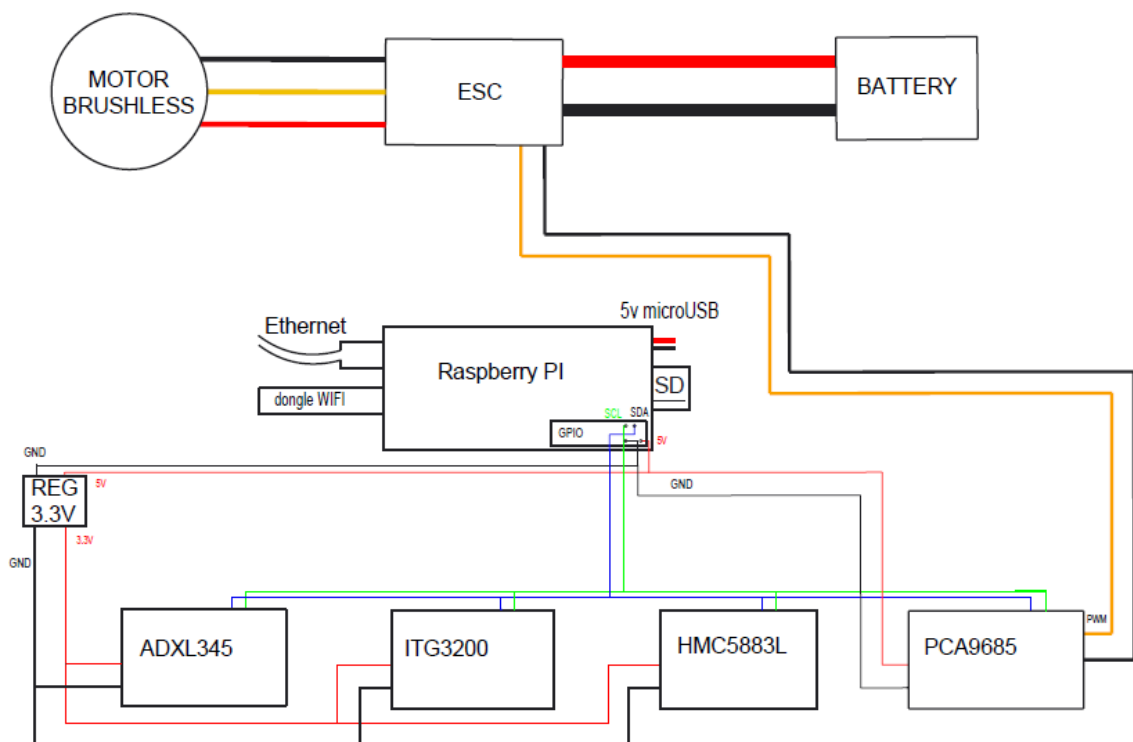 MOTOR
BRUSHLESS
ESC
BATTERY
5v microUSB
Ethernet
Raspberry PI
SD
dongle WIFI
SCL SDA
GPIO
5V
GND
REG
3.3V
5V
GND
3.3V
GND
ADXL345
ITG3200
HMC5883L
PCA9685
PWM